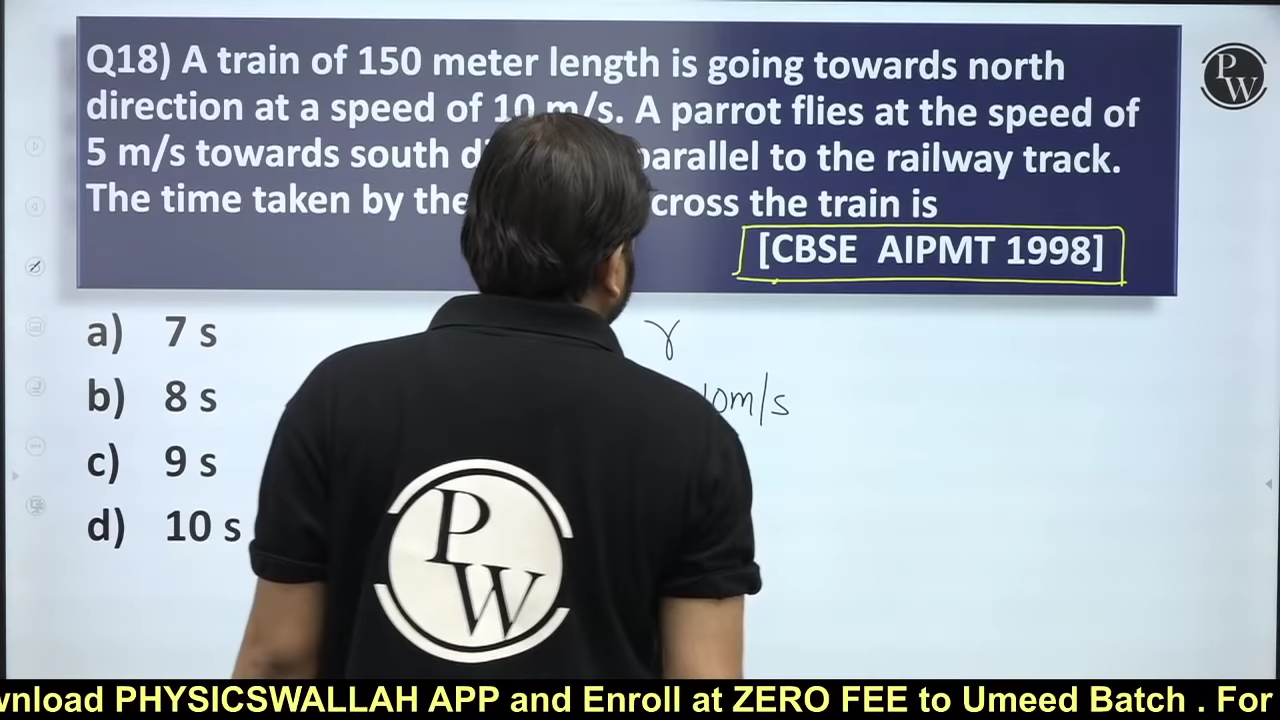 Q18) A train of 150 meter length is going towards north
direction at a speed of 10 m/s. A parrot flies at the speed of
5 m/s towards south parallel to the railway track.
The time taken by the cross the train is
[CBSE AIPMT 1998]
a) 7 s
b) 8 s
c) 9 s
d) 10 s
10m/s
PW
PW
PHYSICSWALLAH APP and Enroll at ZERO FEE to Umeed Batch . For